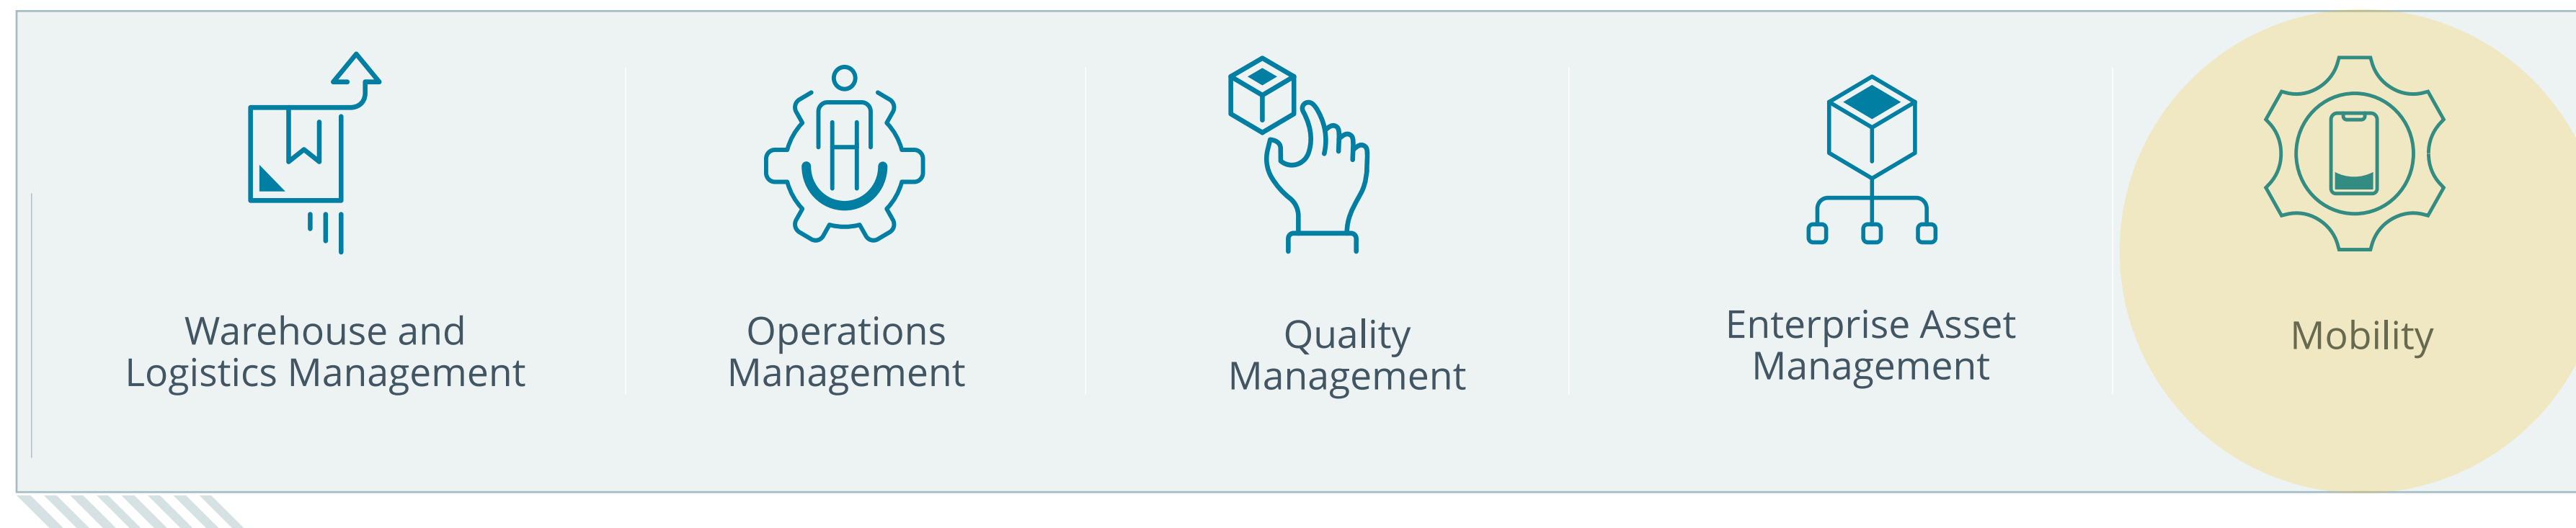 Warehouse and
Logistics Management
Operations
Management
Quality
Management
Enterprise Asset
Management
Mobility